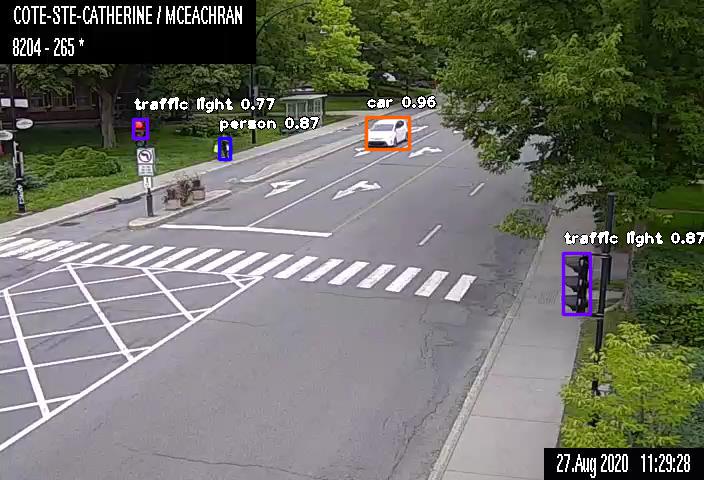 COTE-STE-CATHERINE / MCEACHRAN
8204 - 265 *
traffic light 0.77
person 0.87
car 0.96
traffic light 0.87
27.Aug 2020 11:29:28